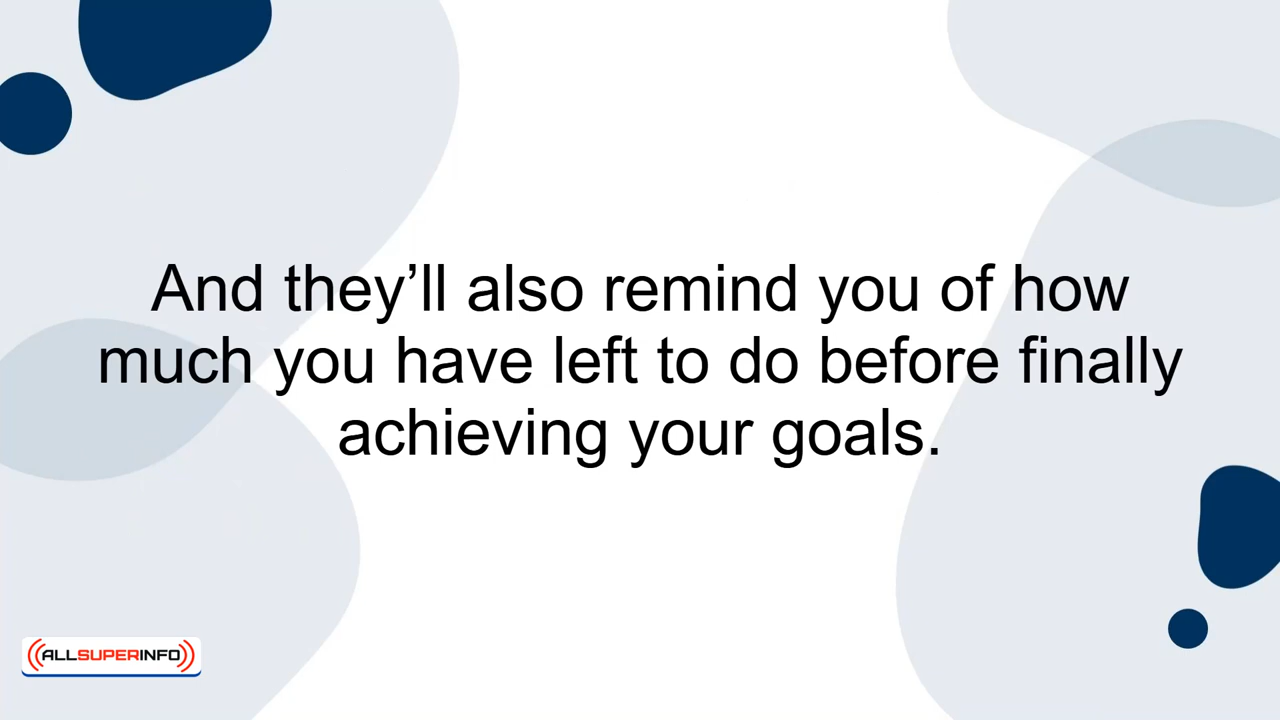 And they’ll also remind you of how
much you have left to do before finally
achieving your goals.
ALLSUPERINFO